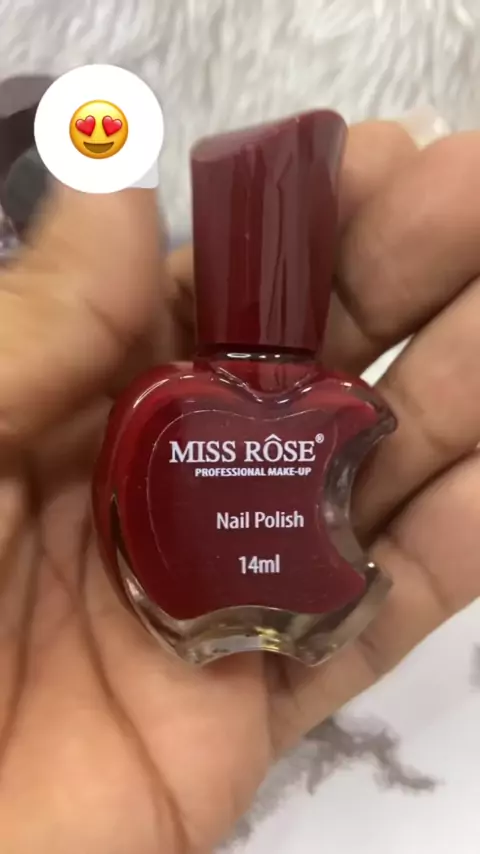 MISS RÔSE®
PROFESSIONAL MAKE-UP
Nail Polish
14ml